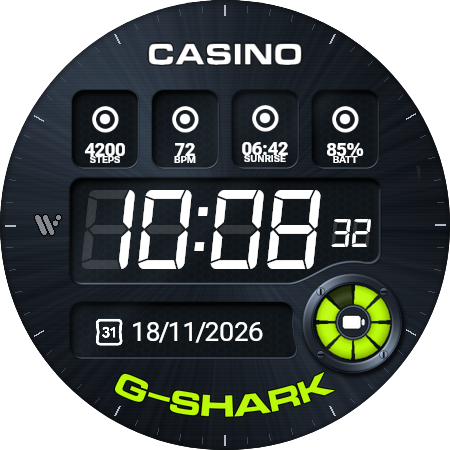 CASINO
4200 72 06:42 85%
STEPS BPM SUNRISE BATT
10:08 32
31 18/11/2026
G-SHARK